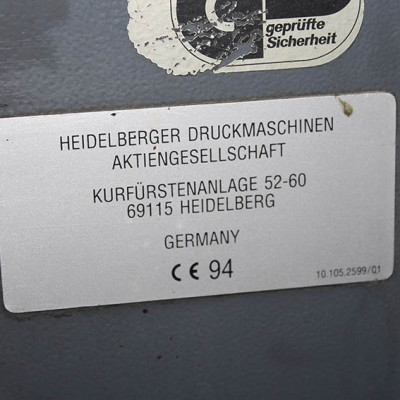 geprüfte
Sicherheit
HEIDELBERGER DRUCKMASCHINEN
AKTIENGESELLSCHAFT
KURFÜRSTENANLAGE 52-60
69115 HEIDELBERG
GERMANY
CE 94
10.105.2599/01